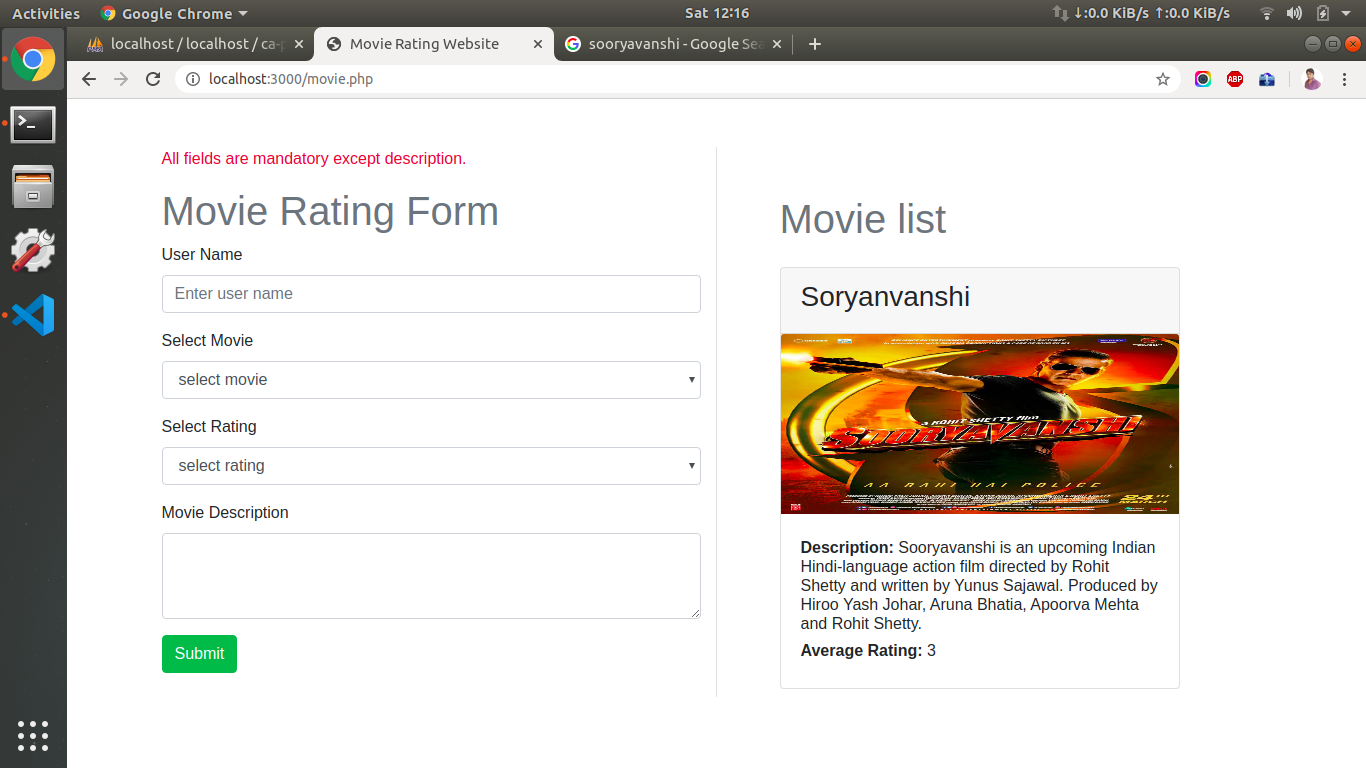 Activities
Google Chrome
Sat 12:16
↓:0.0 KiB/s ↑:0.0 KiB/s
localhost / localhost / ca-p
Movie Rating Website
sooryavanshi - Google Sea
localhost:3000/movie.php
ABP
All fields are mandatory except description.
Movie Rating Form
User Name
Enter user name
Select Movie
select movie
Select Rating
select rating
Movie Description
Submit
Movie list
Soryanvanshi
A ROHIT SHETTY FILM
SOORYAVANSHI
AA RAHI HAI POLICE
24TH
MARCH
Description: Sooryavanshi is an upcoming Indian
Hindi-language action film directed by Rohit
Shetty and written by Yunus Sajawal. Produced by
Hiroo Yash Johar, Aruna Bhatia, Apoorva Mehta
and Rohit Shetty.
Average Rating: 3